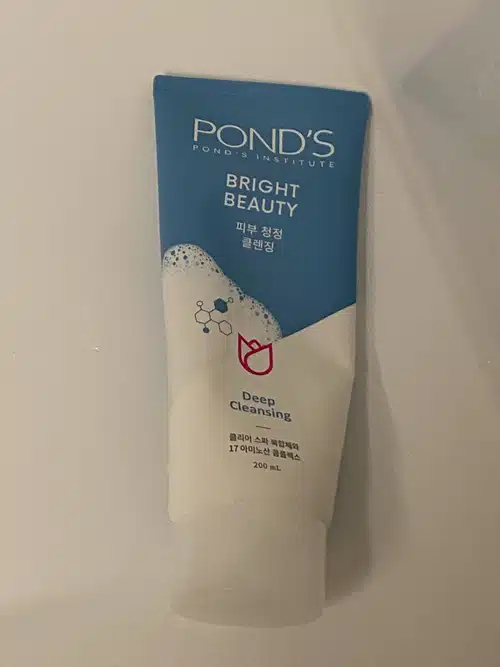 POND'S
POND'S INSTITUTE
BRIGHT
BEAUTY
피부 청정
클렌징
Deep
Cleansing
클리어 스파 복합체와
17 아미노산 콤플렉스
200 mL